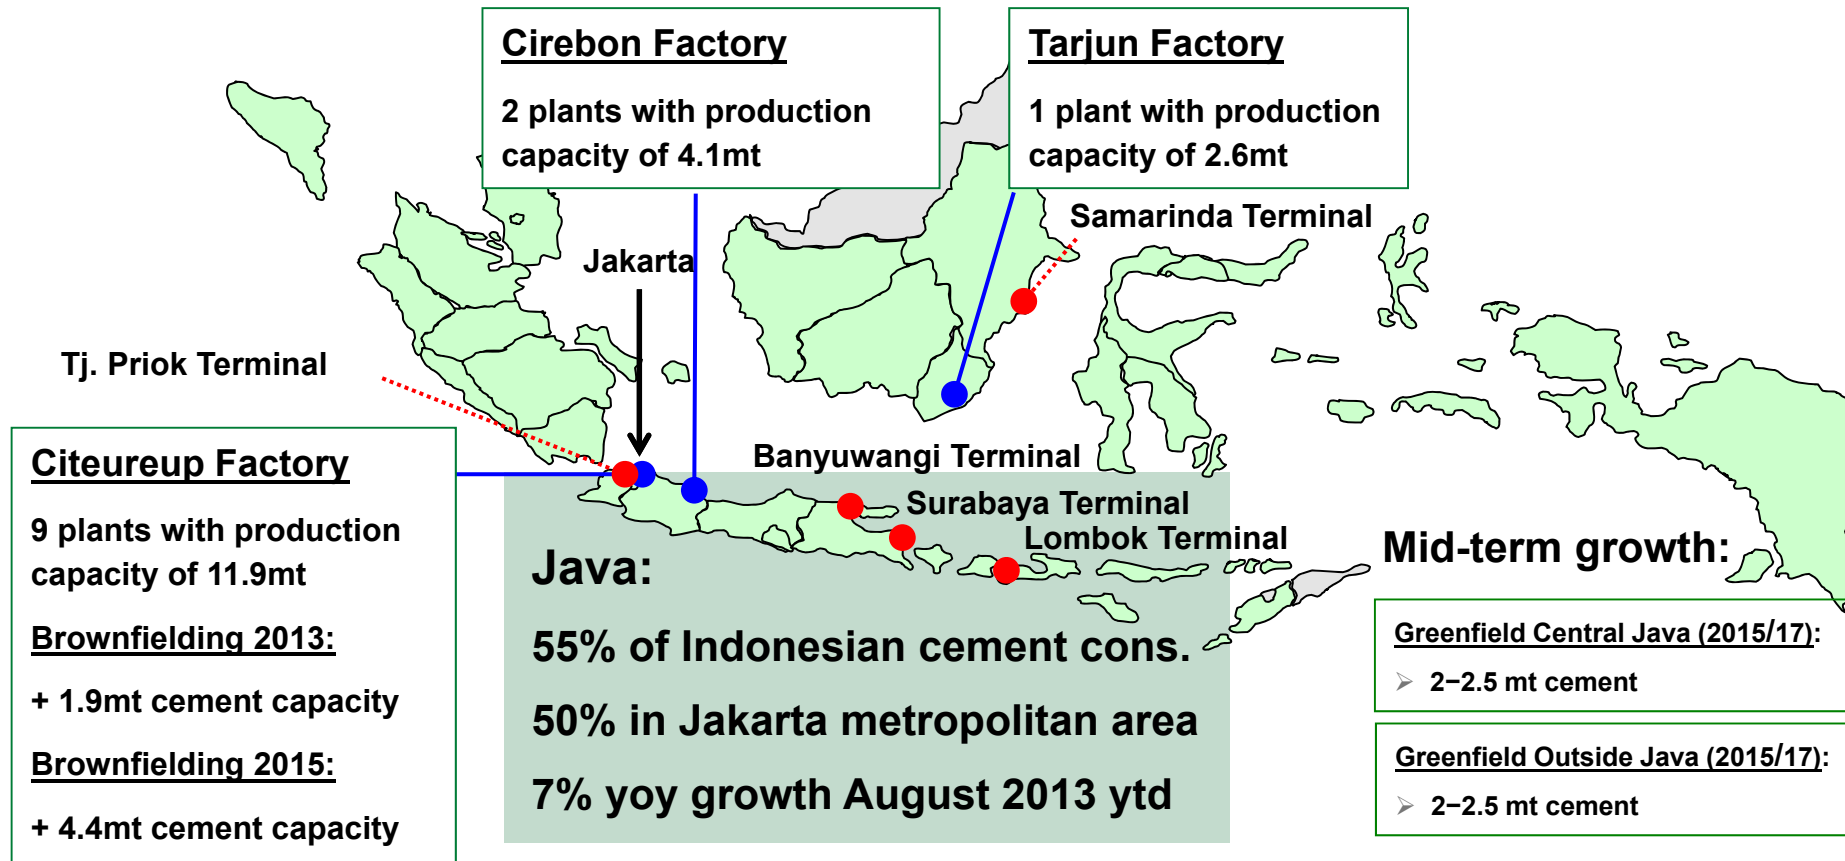 Cirebon Factory
2 plants with production
capacity of 4.1mt
Tarjun Factory
1 plant with production
capacity of 2.6mt
Samarinda Terminal
Jakarta
Tj. Priok Terminal
Citeureup Factory
9 plants with production
capacity of 11.9mt
Brownfielding 2013:
+ 1.9mt cement capacity
Brownfielding 2015:
+ 4.4mt cement capacity
Banyuwangi Terminal
Surabaya Terminal
Lombok Terminal
Java:
55% of Indonesian cement cons.
50% in Jakarta metropolitan area
7% yoy growth August 2013 ytd
Mid-term growth:
Greenfield Central Java (2015/17):
➢ 2−2.5 mt cement
Greenfield Outside Java (2015/17):
➢ 2−2.5 mt cement